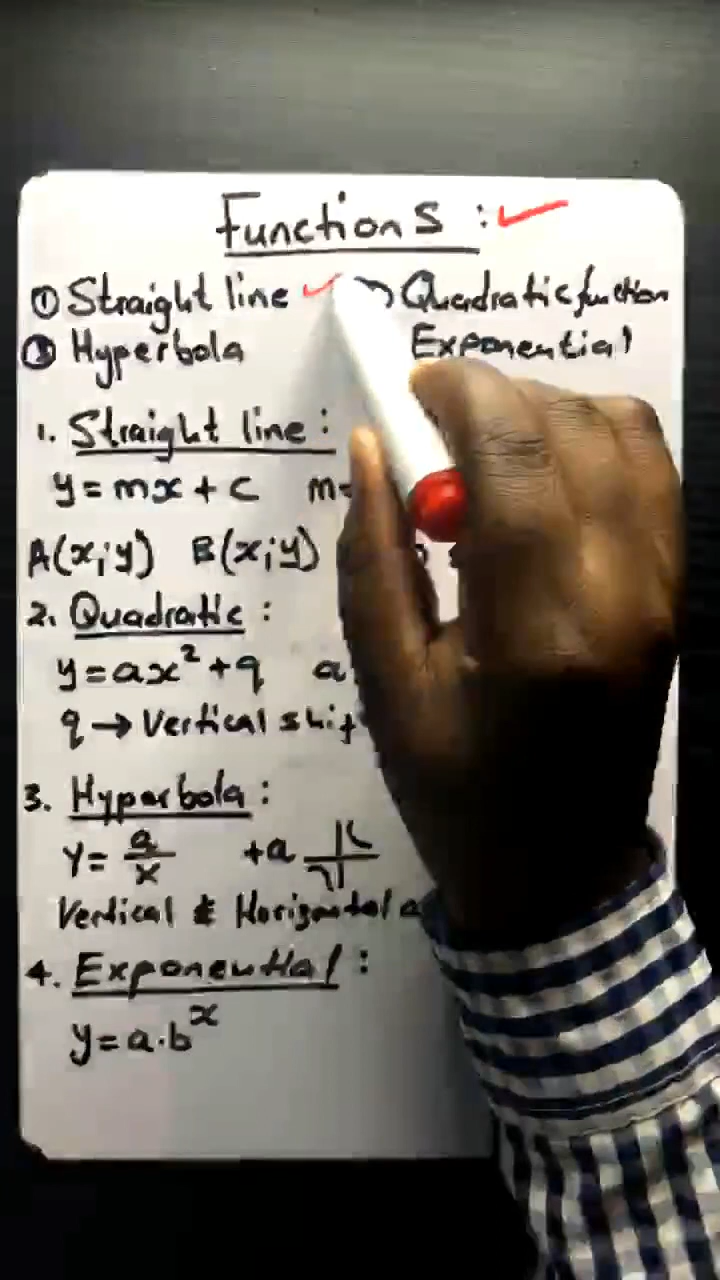 Functions :
① Straight line Quadratic function
③ Hyperbola Exponential
1. Straight line :
y = mx + c m=
A(x;y) B(x;y)
2. Quadratic :
y = ax² + q a
q → Vertical shift
3. Hyperbola :
y = a/x +a
Vertical & Horizontal a
4. Exponential :
y = a.b^x